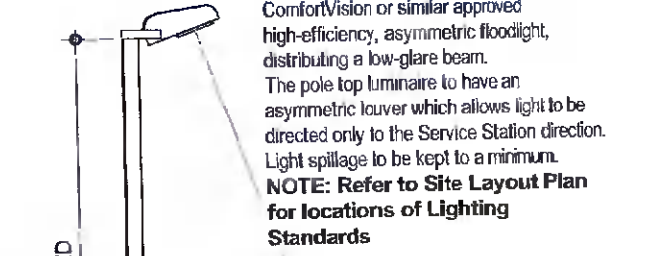 ComfortVision or similar approved
high-efficiency, asymmetric floodlight,
distributing a low-glare beam.
The pole top luminaire to have an
asymmetric louver which allows light to be
directed only to the Service Station direction.
Light spillage to be kept to a minimum.
NOTE: Refer to Site Layout Plan
for locations of Lighting
Standards